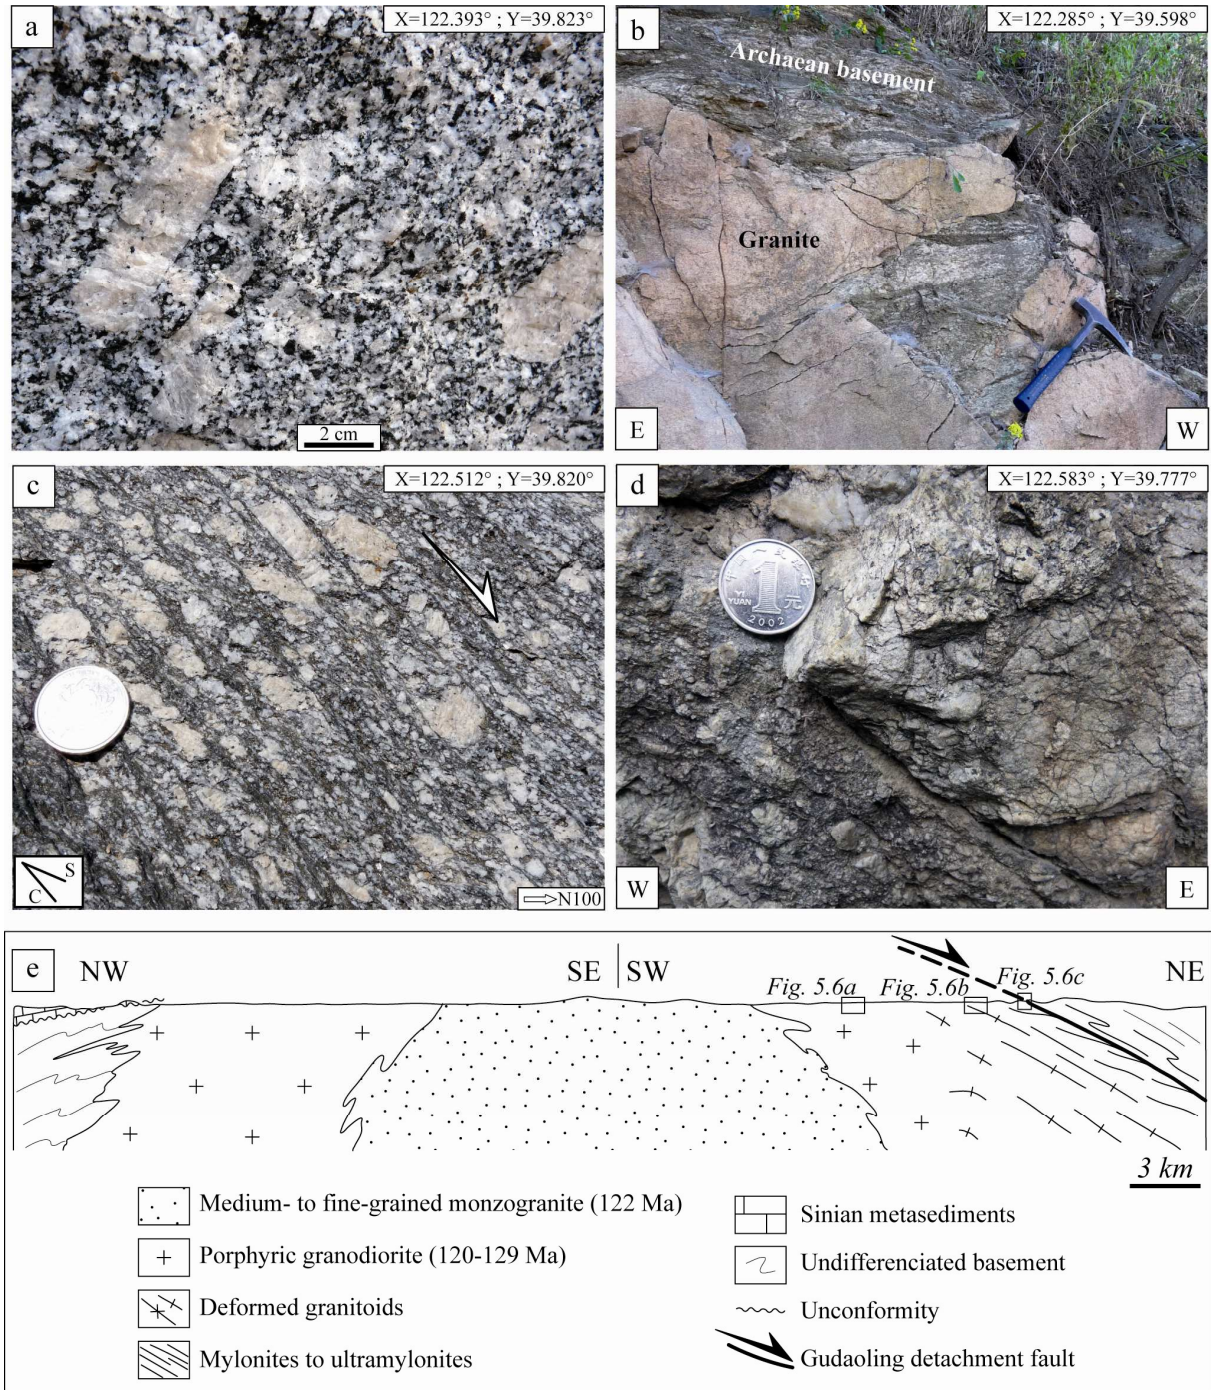 a
X=122.393° ; Y=39.823°
2 cm
b
X=122.285° ; Y=39.598°
Archaean basement
Granite
E
W
c
X=122.512° ; Y=39.820°
S
C
N100
d
X=122.583° ; Y=39.777°
YI
YUAN
1
元
2002
W
E
e
NW
SE
SW
NE
Fig. 5.6a
Fig. 5.6b
Fig. 5.6c
3 km
Medium- to fine-grained monzogranite (122 Ma)
Porphyric granodiorite (120-129 Ma)
Deformed granitoids
Mylonites to ultramylonites
Sinian metasediments
Undifferenciated basement
Unconformity
Gudaoling detachment fault